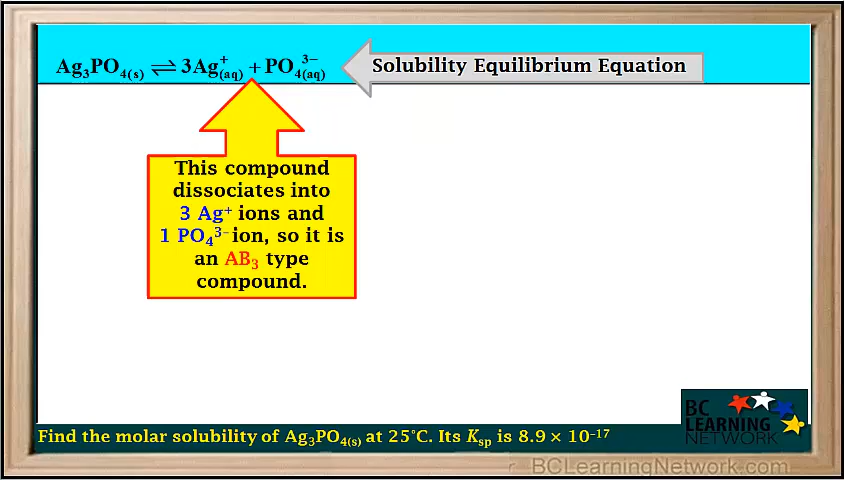 Ag₃PO₄₍ₛ₎ ⇌ 3Ag⁺(aq) + PO₄³⁻(aq)
Solubility Equilibrium Equation
This compound
dissociates into
3 Ag⁺ ions and
1 PO₄³⁻ ion, so it is
an AB₃ type
compound.
BC
LEARNING
NETWORK
Find the molar solubility of Ag₃PO₄₍ₛ₎ at 25°C. Its Kₛₚ is 8.9 × 10⁻¹⁷
BCLearningNetwork.com